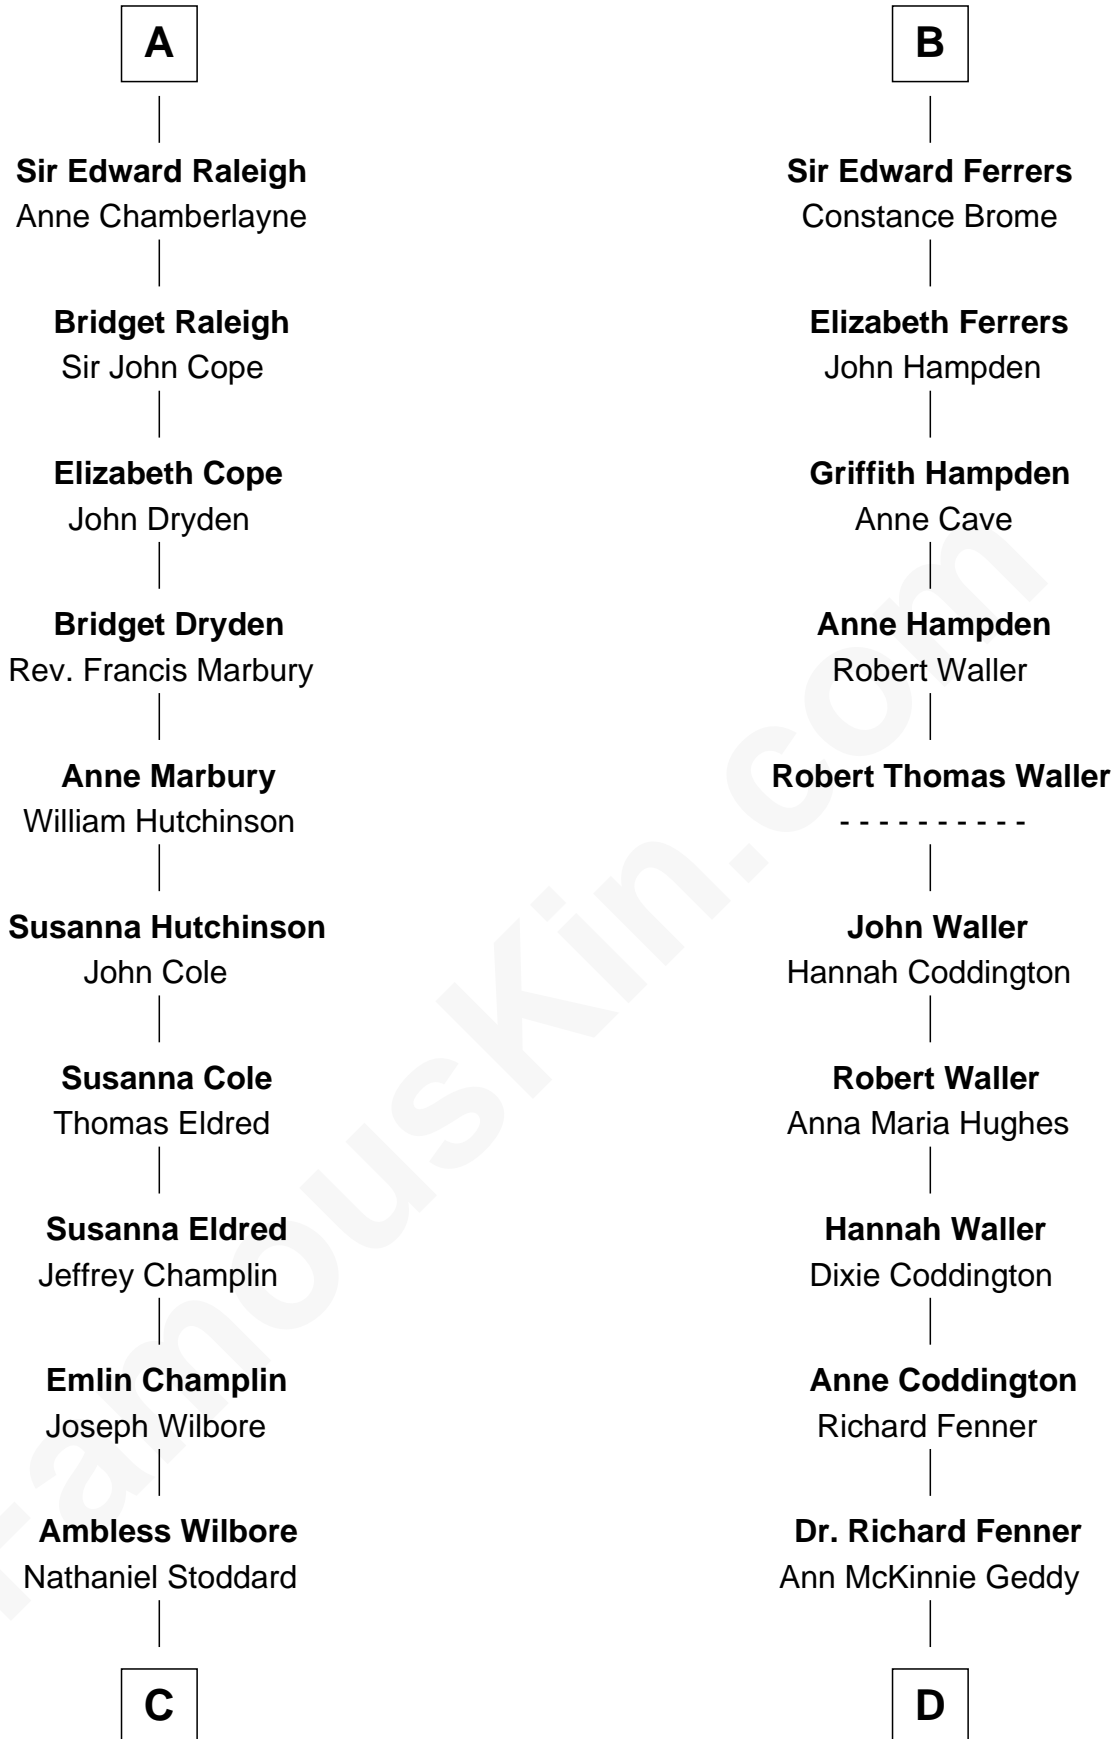 A
Sir Edward Raleigh
Anne Chamberlayne
Bridget Raleigh
Sir John Cope
Elizabeth Cope
John Dryden
Bridget Dryden
Rev. Francis Marbury
Anne Marbury
William Hutchinson
Susanna Hutchinson
John Cole
Susanna Cole
Thomas Eldred
Susanna Eldred
Jeffrey Champlin
Emlin Champlin
Joseph Wilbore
Ambless Wilbore
Nathaniel Stoddard
C
B
Sir Edward Ferrers
Constance Brome
Elizabeth Ferrers
John Hampden
Griffith Hampden
Anne Cave
Anne Hampden
Robert Waller
Robert Thomas Waller
- - - - - - - - - -
John Waller
Hannah Coddington
Robert Waller
Anna Maria Hughes
Hannah Waller
Dixie Coddington
Anne Coddington
Richard Fenner
Dr. Richard Fenner
Ann McKinnie Geddy
D
FamousKin.com